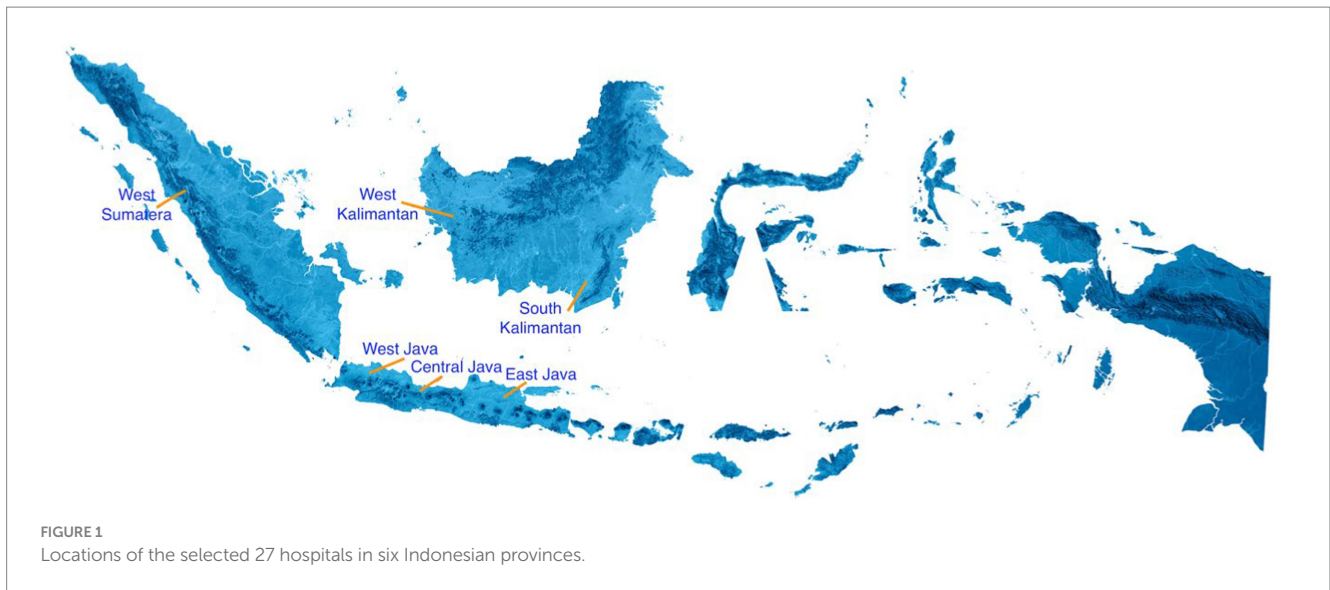 West
Sumatera
West
Kalimantan
South
Kalimantan
West Java
Central Java
East Java
FIGURE 1
Locations of the selected 27 hospitals in six Indonesian provinces.